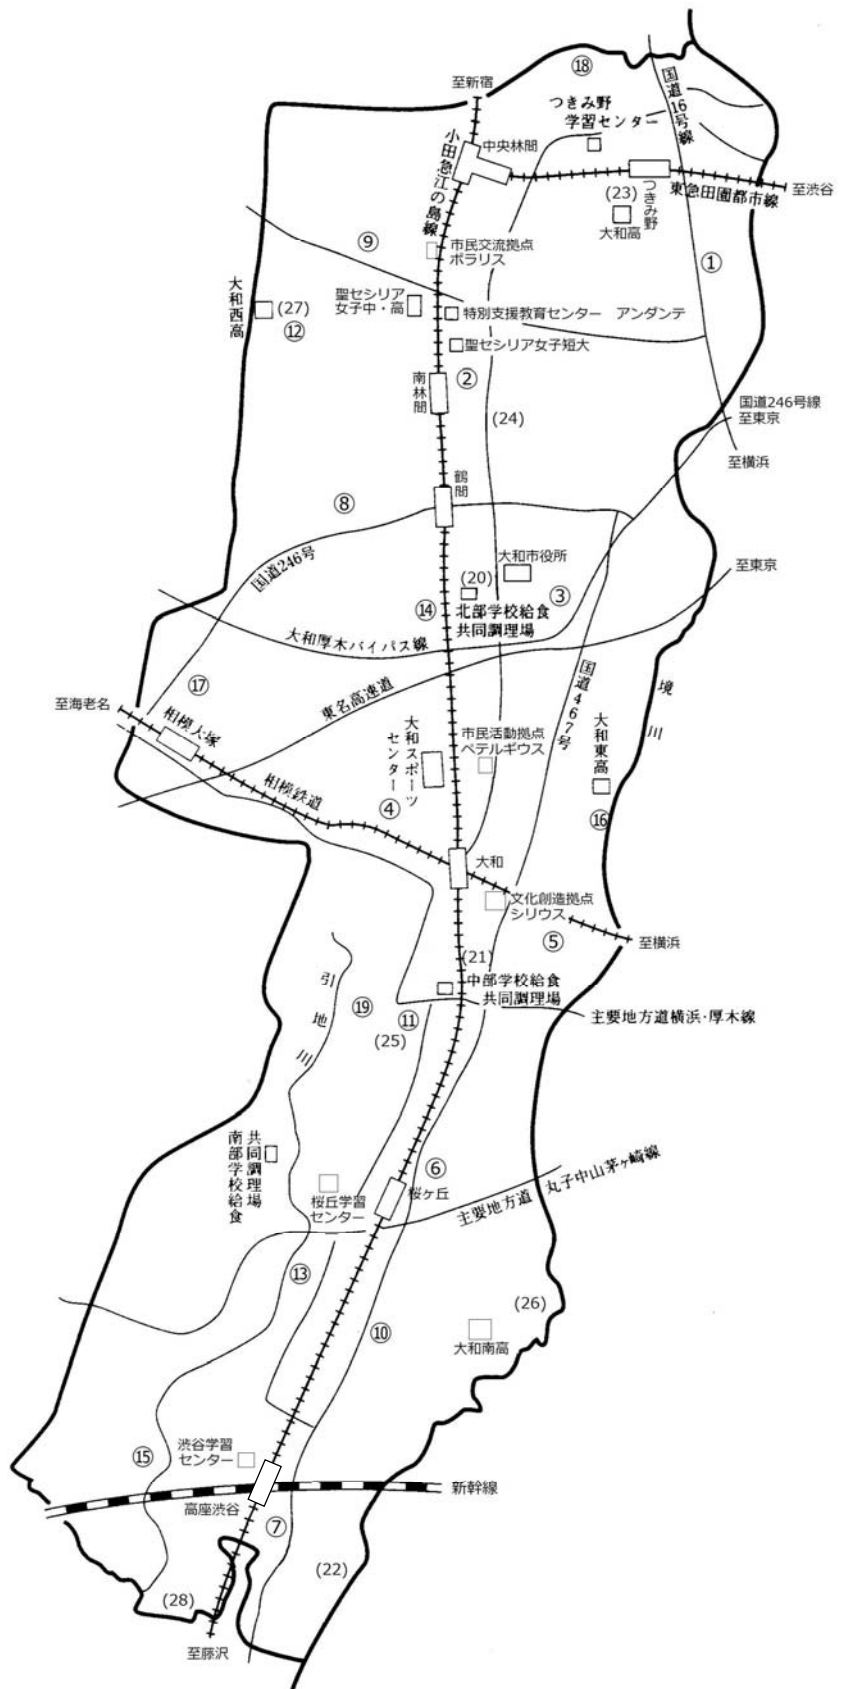 ⑱
至新宿
国道16号線
つきみ野
学習センター
小田急江の島線
中央林間
(23)
つきみ野
東急田園都市線
至渋谷
大和高
⑨
市民交流拠点
ポラリス
①
大和西高
(27)
⑫
聖セシリア
女子中・高
特別支援教育センター　アンダンテ
聖セシリア女子短大
南林間
②
(24)
国道246号線
至東京
至横浜
鶴間
⑧
国道246号
大和市役所
(20)
③
⑭
北部学校給食
共同調理場
至東京
大和厚木バイパス線
⑰
東名高速道
国道467号
境川
至海老名
相模大塚
大和スポーツ
センター
市民活動拠点
ベテルギウス
大和東高
相模鉄道
④
⑯
大和
文化創造拠点
シリウス
⑤
至横浜
(21)
引地川
中部学校給食
共同調理場
⑲
⑪
(25)
主要地方道横浜・厚木線
南部学校給食
共同調理場
⑥
桜丘学習
センター
桜ヶ丘
主要地方道　丸子中山茅ヶ崎線
⑬
(26)
⑩
大和南高
⑮
渋谷学習
センター
新幹線
高座渋谷
⑦
(22)
(28)
至藤沢